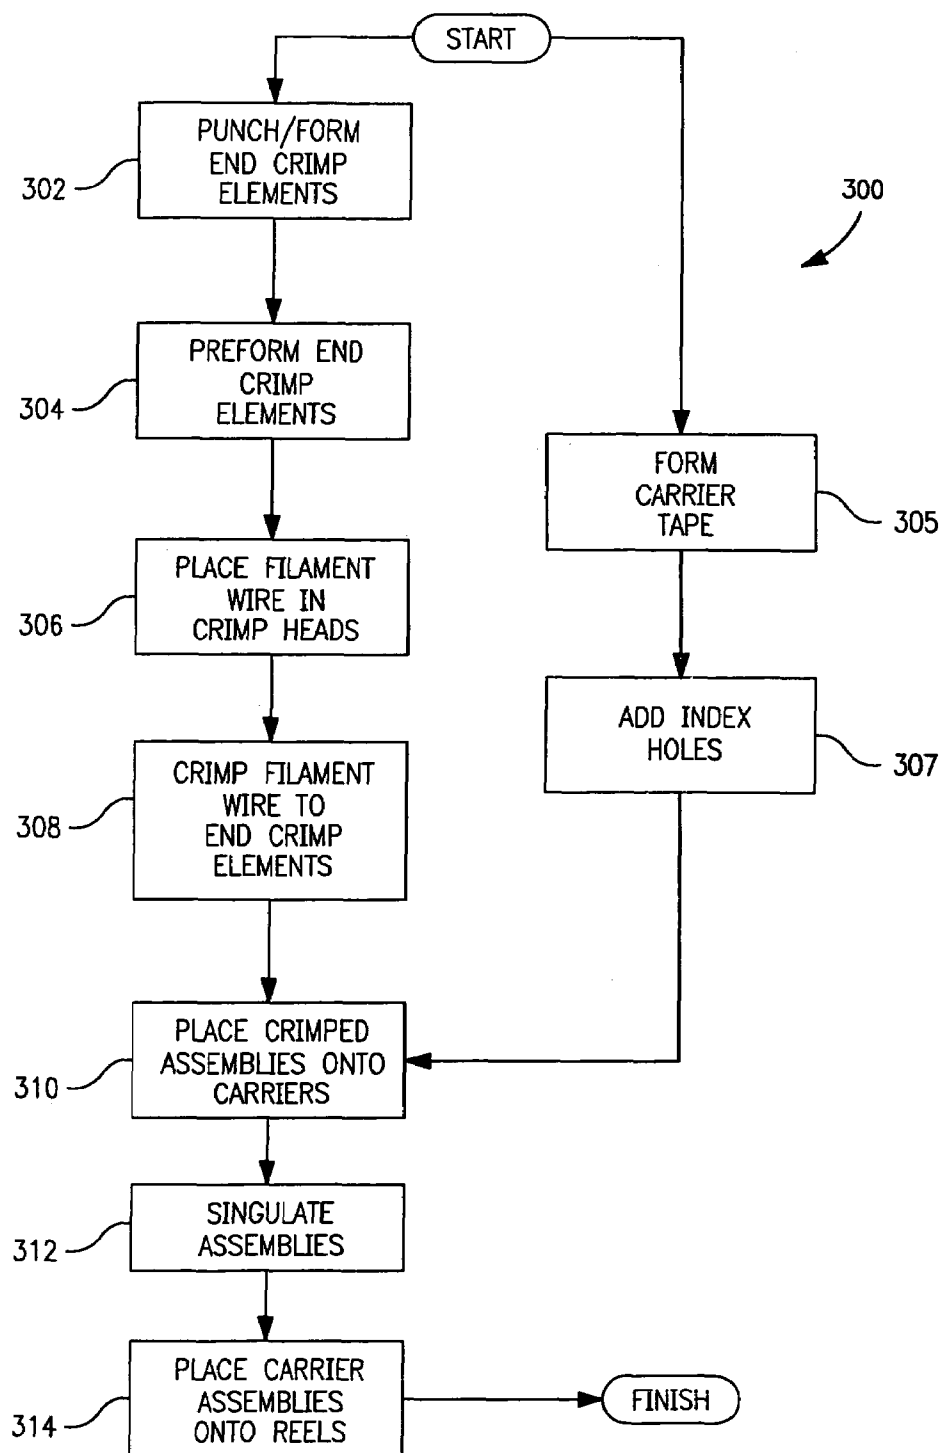 START
PUNCH/FORM
END CRIMP
ELEMENTS
302
300
PREFORM END
CRIMP
ELEMENTS
304
FORM
CARRIER
TAPE
305
PLACE FILAMENT
WIRE IN
CRIMP HEADS
306
ADD INDEX
HOLES
307
CRIMP FILAMENT
WIRE TO
END CRIMP
ELEMENTS
308
PLACE CRIMPED
ASSEMBLIES ONTO
CARRIERS
310
SINGULATE
ASSEMBLIES
312
PLACE CARRIER
ASSEMBLIES
ONTO REELS
314
FINISH